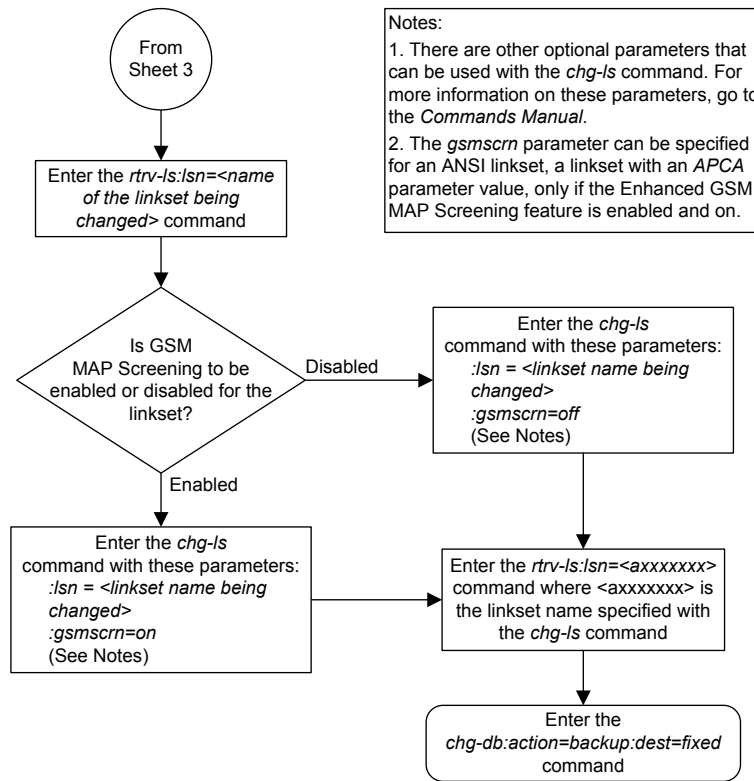 From
Sheet 3
Enter the rtrv-ls:lsn=<name
of the linkset being
changed> command
Notes:
1. There are other optional parameters that
can be used with the chg-ls command. For
more information on these parameters, go to
the Commands Manual.
2. The gsmscrn parameter can be specified
for an ANSI linkset, a linkset with an APCA
parameter value, only if the Enhanced GSM
MAP Screening feature is enabled and on.
Is GSM
MAP Screening to be
enabled or disabled for the
linkset?
Disabled
Enter the chg-ls
command with these parameters:
:lsn = <linkset name being
changed>
:gsmscrn=off
(See Notes)
Enabled
Enter the chg-ls
command with these parameters:
:lsn = <linkset name being
changed>
:gsmscrn=on
(See Notes)
Enter the rtrv-ls:lsn=<axxxxxxx>
command where <axxxxxxx> is
the linkset name specified with
the chg-ls command
Enter the
chg-db:action=backup:dest=fixed
command